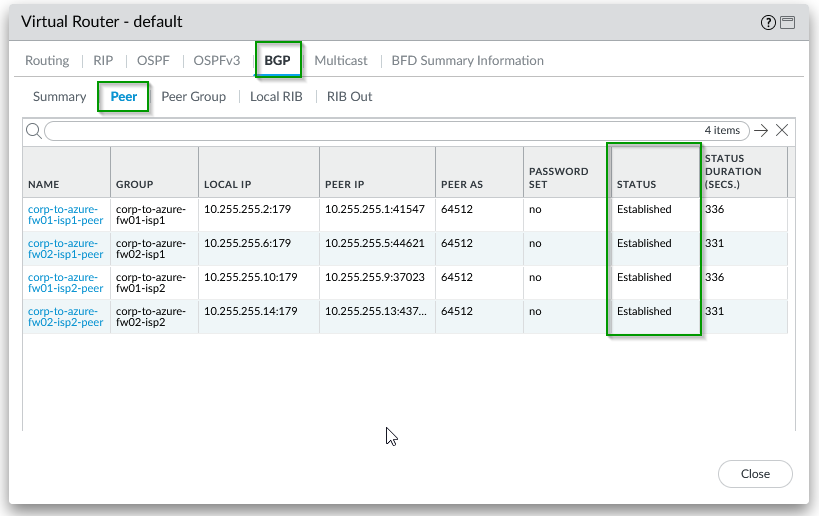 Virtual Router - default
Routing | RIP | OSPF | OSPFv3 | BGP | Multicast | BFD Summary Information
Summary | Peer | Peer Group | Local RIB | RIB Out
4 items
NAME GROUP LOCAL IP PEER IP PEER AS PASSWORD SET STATUS STATUS DURATION (SECS.)
corp-to-azure-fw01-isp1-peer corp-to-azure-fw01-isp1 10.255.255.2:179 10.255.255.1:41547 64512 no Established 336
corp-to-azure-fw02-isp1-peer corp-to-azure-fw02-isp1 10.255.255.6:179 10.255.255.5:44621 64512 no Established 331
corp-to-azure-fw01-isp2-peer corp-to-azure-fw01-isp2 10.255.255.10:179 10.255.255.9:37023 64512 no Established 336
corp-to-azure-fw02-isp2-peer corp-to-azure-fw02-isp2 10.255.255.14:179 10.255.255.13:437... 64512 no Established 331
Close